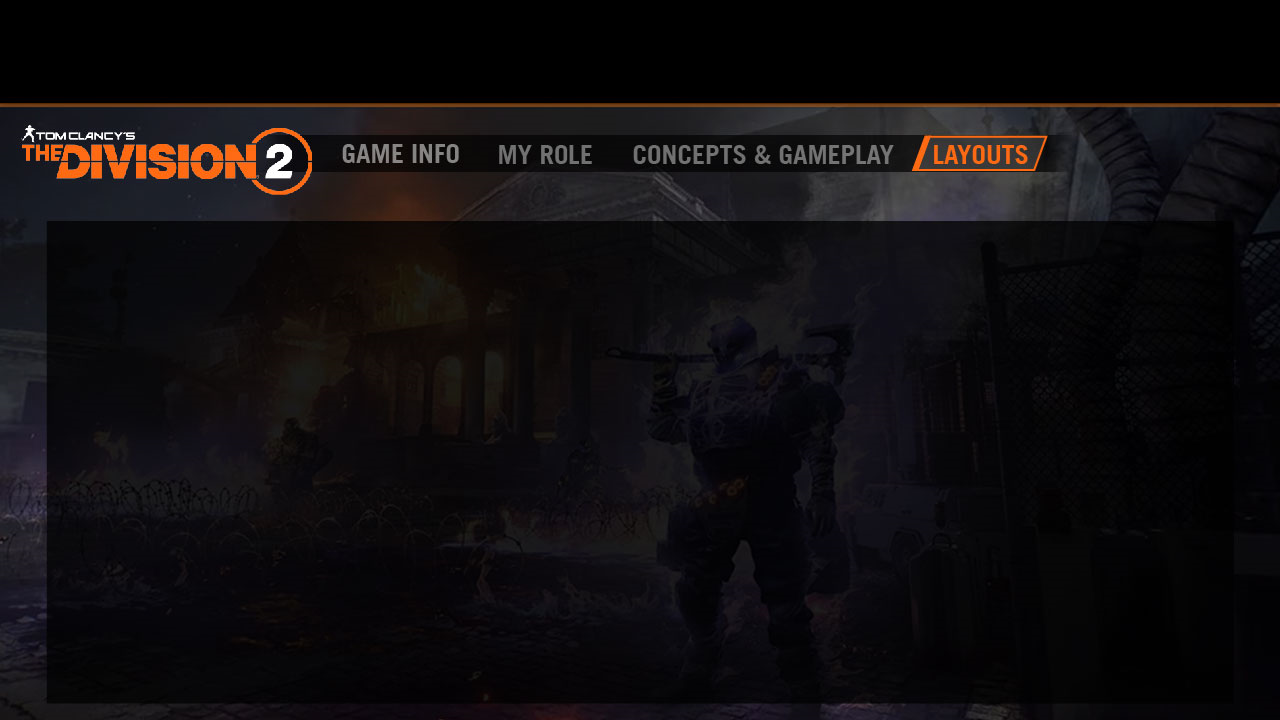 TOM CLANCY'S
THE DIVISION 2
GAME INFO
MY ROLE
CONCEPTS & GAMEPLAY
LAYOUTS